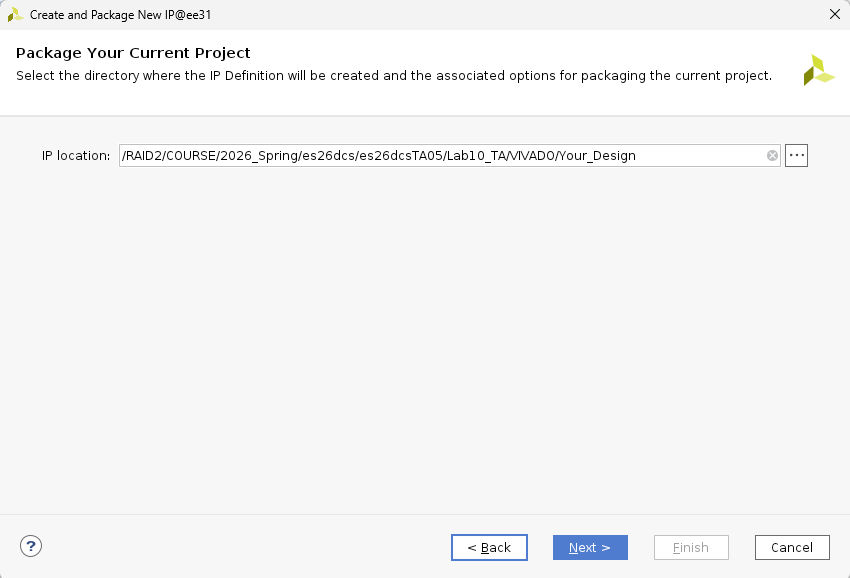 Create and Package New IP@ee31
Package Your Current Project
Select the directory where the IP Definition will be created and the associated options for packaging the current project.
IP location: /RAID2/COURSE/2026_Spring/es26dcs/es26dcsTA05/Lab10_TA/VIVADO/Your_Design
?
< Back
Next >
Finish
Cancel